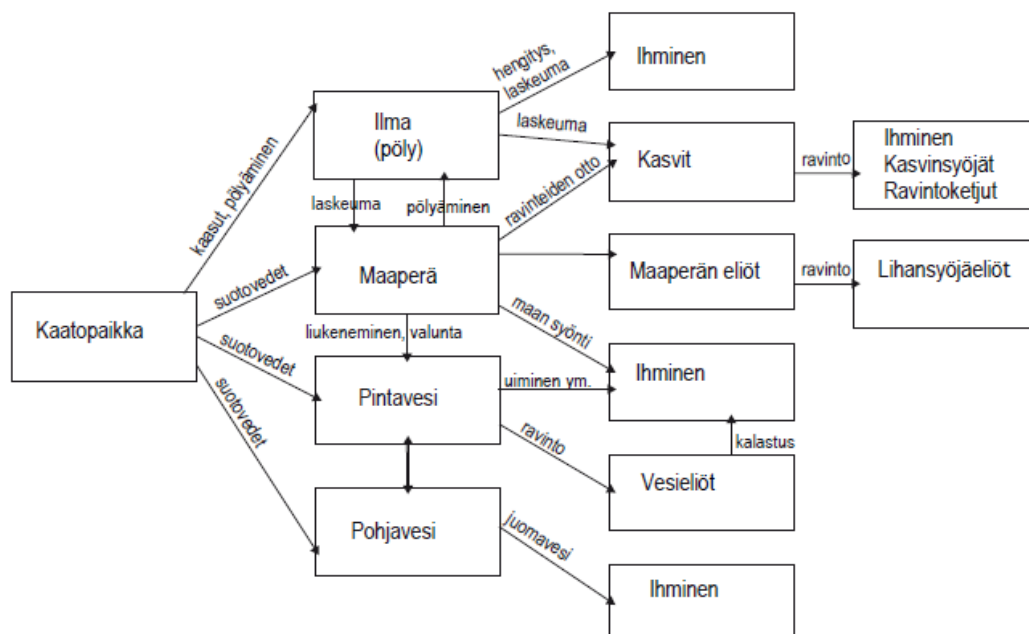 Ihminen
hengitys,
laskeuma
Ilma
(pöly)
laskeuma
Kasvit
ravinto
Ihminen
Kasvinsyöjät
Ravintoketjut
kaasut, pölyäminen
laskeuma
pölyäminen
ravinteiden otto
suotovedet
Maaperä
Maaperän eliöt
ravinto
Lihansyöjäeliöt
Kaatopaikka
liukeneminen, valunta
maan syönti
suotovedet
Pintavesi
uiminen ym.
Ihminen
suotovedet
ravinto
kalastus
Vesieliöt
Pohjavesi
juomavesi
Ihminen